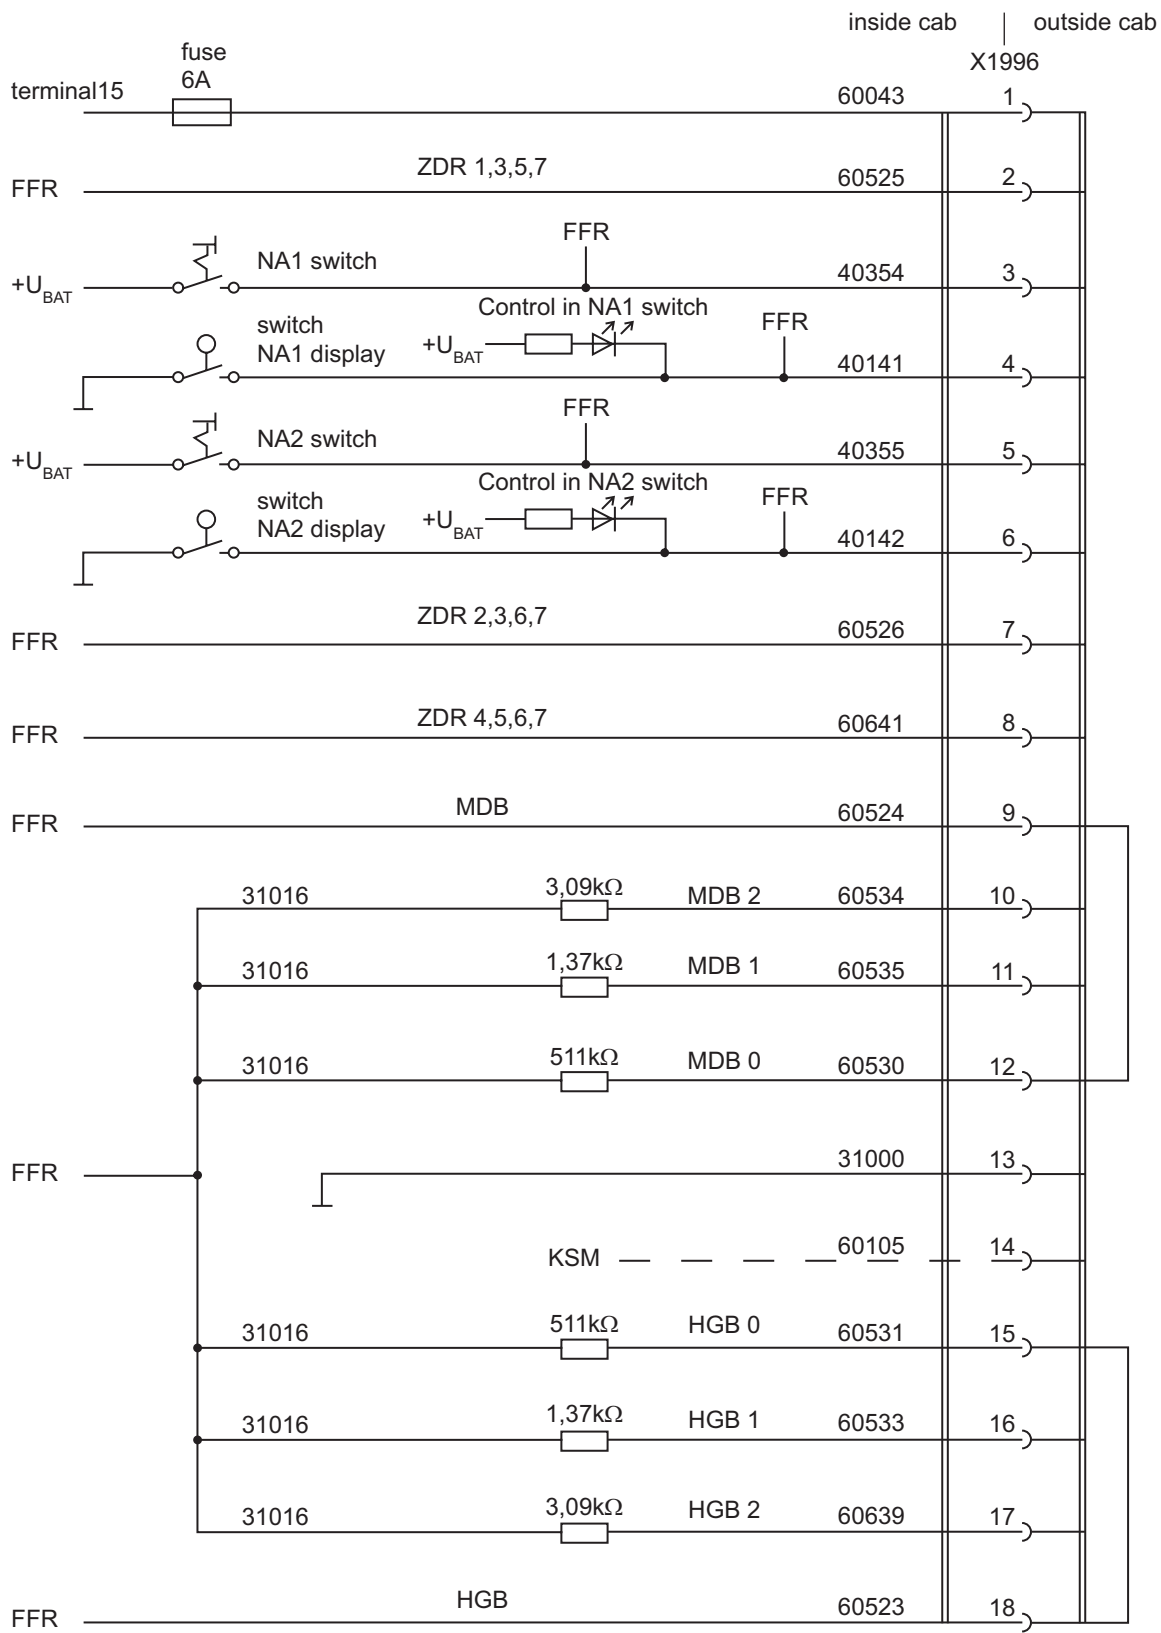 inside cab | outside cab
X1996
fuse
6A
terminal15
60043 1
ZDR 1,3,5,7
FFR 60525 2
FFR
NA1 switch
+UBAT 40354 3
Control in NA1 switch
switch
NA1 display
+UBAT
FFR
40141 4
FFR
NA2 switch
+UBAT 40355 5
Control in NA2 switch
switch
NA2 display
+UBAT
FFR
40142 6
ZDR 2,3,6,7
FFR 60526 7
ZDR 4,5,6,7
FFR 60641 8
MDB
FFR 60524 9
31016 3,09kΩ MDB 2 60534 10
31016 1,37kΩ MDB 1 60535 11
31016 511kΩ MDB 0 60530 12
FFR 31000 13
KSM 60105 14
31016 511kΩ HGB 0 60531 15
31016 1,37kΩ HGB 1 60533 16
31016 3,09kΩ HGB 2 60639 17
HGB
FFR 60523 18